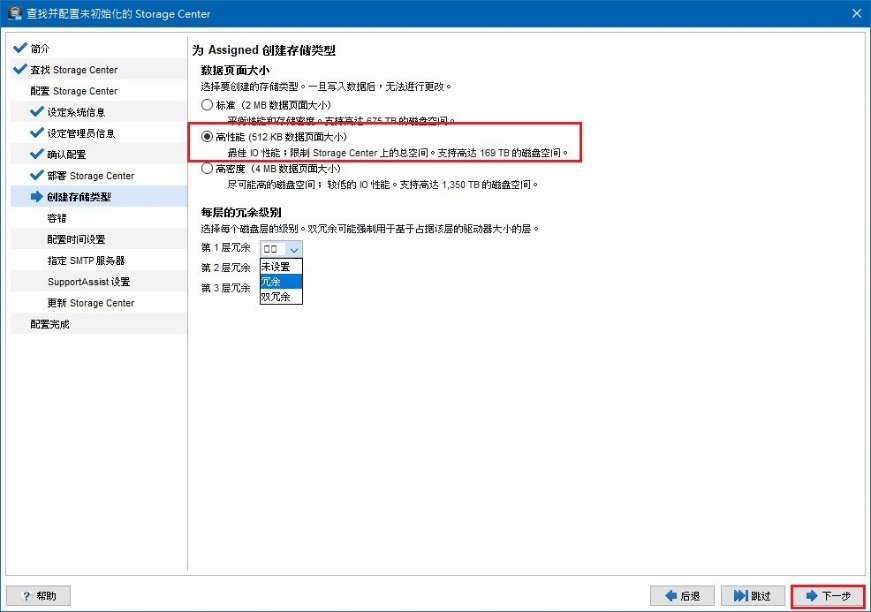 查找并配置未初始化的 Storage Center
简介
查找 Storage Center
配置 Storage Center
设定系统信息
设定管理员信息
确认配置
部署 Storage Center
创建存储类型
容错
配置时间设置
指定 SMTP 服务器
SupportAssist 设置
更新 Storage Center
配置完成
为 Assigned 创建存储类型
数据页面大小
选择要创建的存储类型。一旦写入数据后，无法进行更改。
标准（2 MB 数据页面大小）
平衡性能和存储密度。支持高达 675 TB 的磁盘空间。
高性能 (512 KB 数据页面大小)
最佳 IO 性能；限制 Storage Center 上的总空间。支持高达 169 TB 的磁盘空间。
高密度（4 MB 数据页面大小）
尽可能高的磁盘空间；较低的 IO 性能。支持高达 1,350 TB 的磁盘空间。
每层的冗余级别
选择每个磁盘层的级别。双冗余可能强制用于基于占据该层的驱动器大小的层。
第 1 层冗余 □□
未设置
第 2 层冗余
冗余
第 3 层冗余
双冗余
? 帮助
后退
跳过
下一步